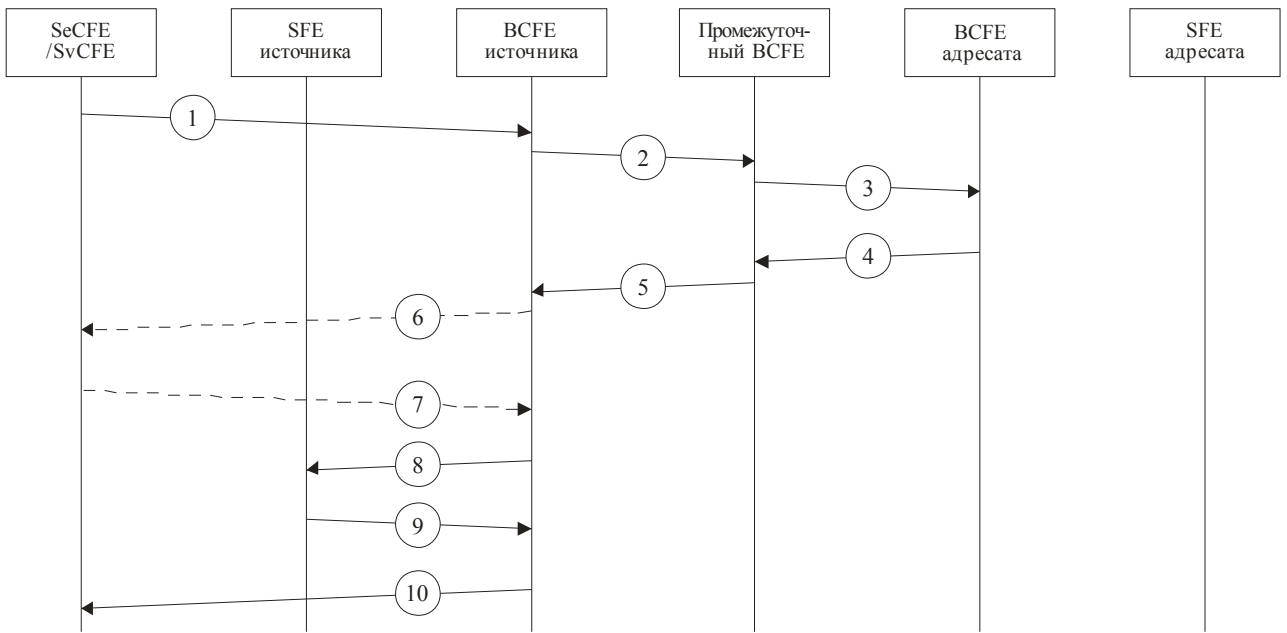 SeCFE
/SvCFE
SFE
источника
BCFE
источника
Промежуточ-
ный BCFE
BCFE
адресата
SFE
адресата
1
2
3
4
5
6
7
8
9
10